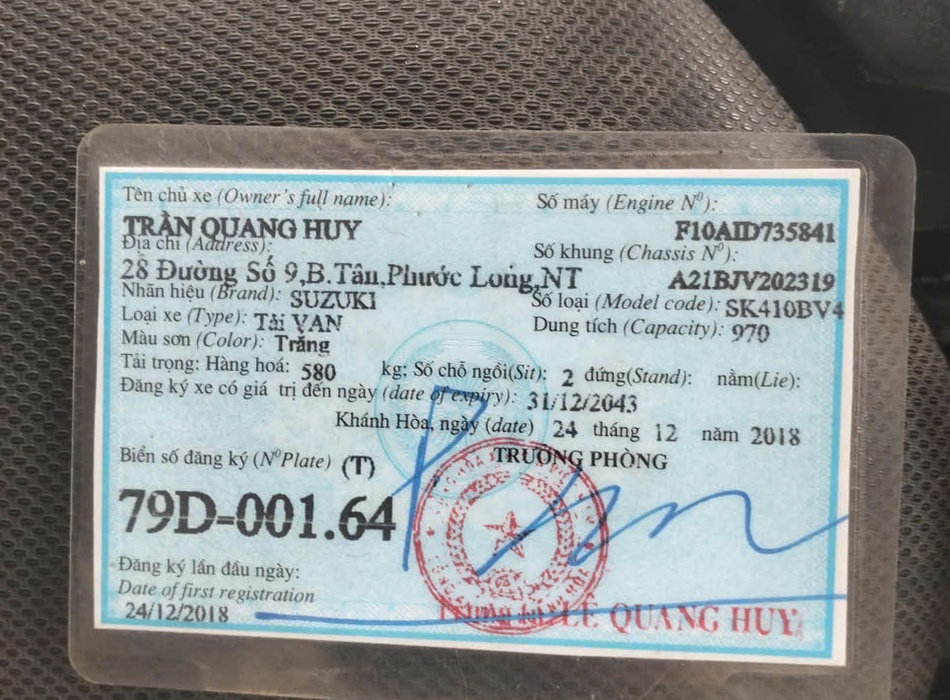 Tên chủ xe (Owner's full name):
TRẦN QUANG HUY
Địa chỉ (Address):
28 Đường Số 9,B.Tân,Phước Long,NT
Nhãn hiệu (Brand): SUZUKI
Loại xe (Type): Tải VAN
Màu sơn (Color): Trắng
Số máy (Engine Nº):
F10AID735841
Số khung (Chassis Nº):
A21BJV202319
Số loại (Model code): SK410BV4
Dung tích (Capacity): 970
Tải trọng: Hàng hoá: 580 kg; Số chỗ ngồi(Sit): 2 đứng(Stand): nằm(Lie):
Đăng ký xe có giá trị đến ngày (date of expiry): 31/12/2043
Khánh Hòa, ngày (date) 24 tháng 12 năm 2018
Biển số đăng ký (NºPlate) (T)
79D-001.64
TRƯỞNG PHÒNG
Đăng ký lần đầu ngày:
Date of first registration
24/12/2018
LÊ QUANG HUY